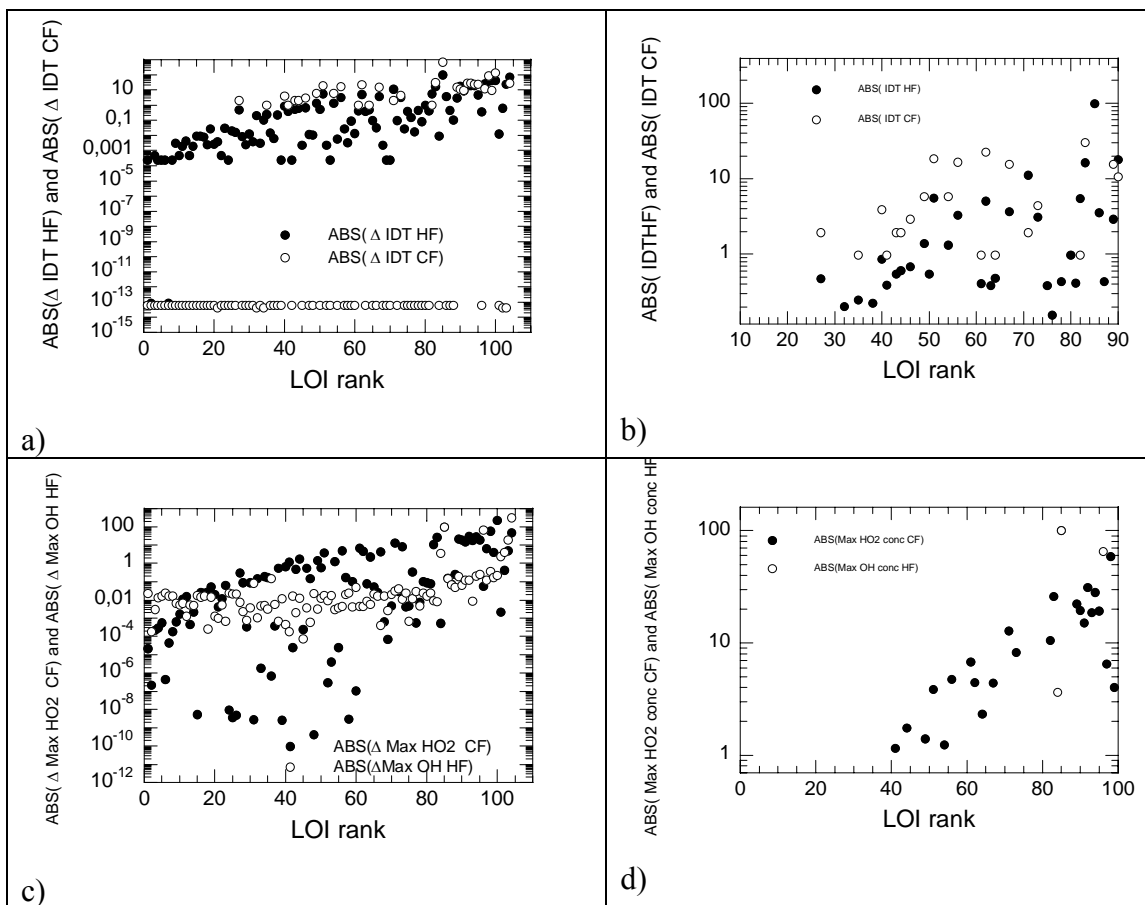 ABS(Δ IDT HF) and ABS(Δ IDT CF)
10
0,1
0,001
10-5
10-7
10-9
10-11
10-13
10-15
ABS(Δ IDT HF)
ABS(Δ IDT CF)
0 20 40 60 80 100
LOI rank
a)
ABS( IDTHF) and ABS( IDT CF)
100
10
1
ABS( IDT HF)
ABS( IDT CF)
10 20 30 40 50 60 70 80 90
LOI rank
b)
ABS( Δ Max HO2 CF) and ABS( Δ Max OH HF)
100
1
0,01
10-4
10-6
10-8
10-10
10-12
ABS(Δ Max HO2 CF)
ABS(ΔMax OH HF)
0 20 40 60 80 100
LOI rank
c)
ABS( Max HO2 conc CF) and ABS( Max OH conc HF)
100
10
1
ABS(Max HO2 conc CF)
ABS(Max OH conc HF)
0 20 40 60 80 100
LOI rank
d)